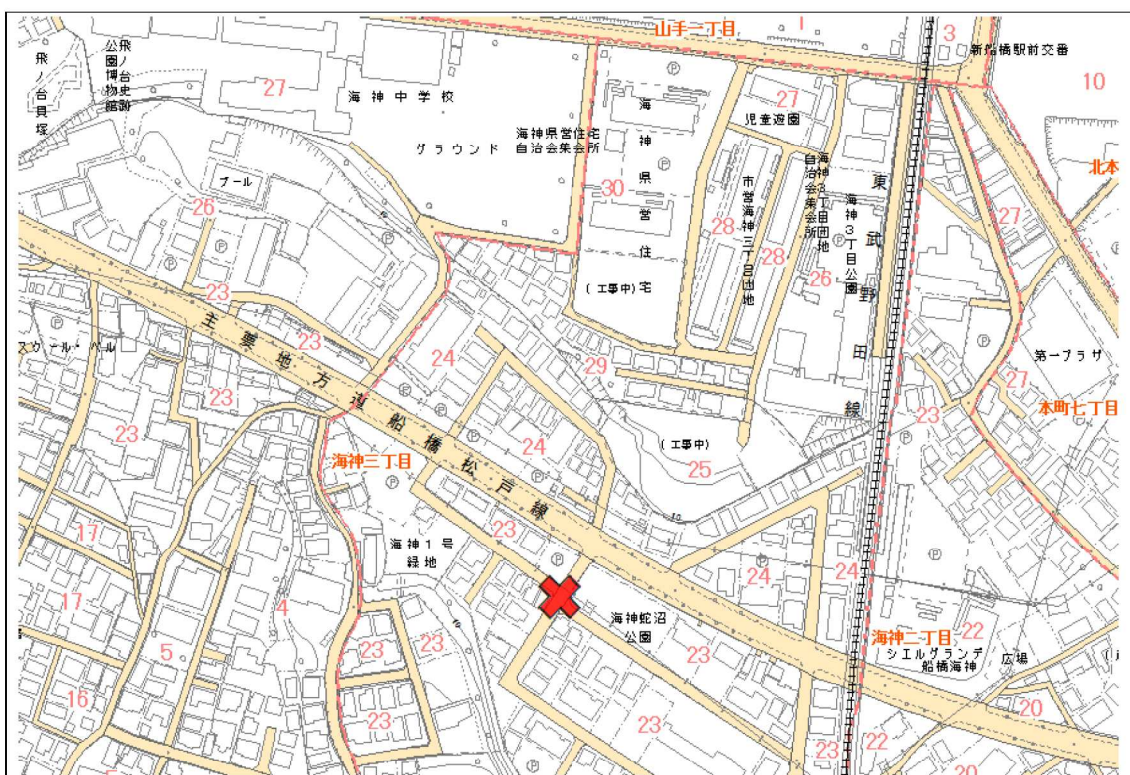 山手一丁目
新船橋駅前交番
3
1
10
飛ノ台貝塚
飛ノ台史跡
公園博物館
27
海神中学校
グラウンド
海神県営住宅
自治会集会所
海神県営住宅
30
(工事中)
27
児童遊園
28
市営海神三丁目団地
28
海神3丁目団地
自治会集会所
26
海神3丁目公園
東武野田線
27
北本
プール
26
23
23
主要地方道船橋松戸線
23
23
24
24
29
(工事中)
25
10
第一プラザ
27
本町七丁目
23
海神三丁目
17
17
5
16
4
海神1号
緑地
23
23
23
23
海神蛇沼
公園
23
23
24
24
海神二丁目
22
シエルグランデ
船橋海神
広場
20
22
23
20